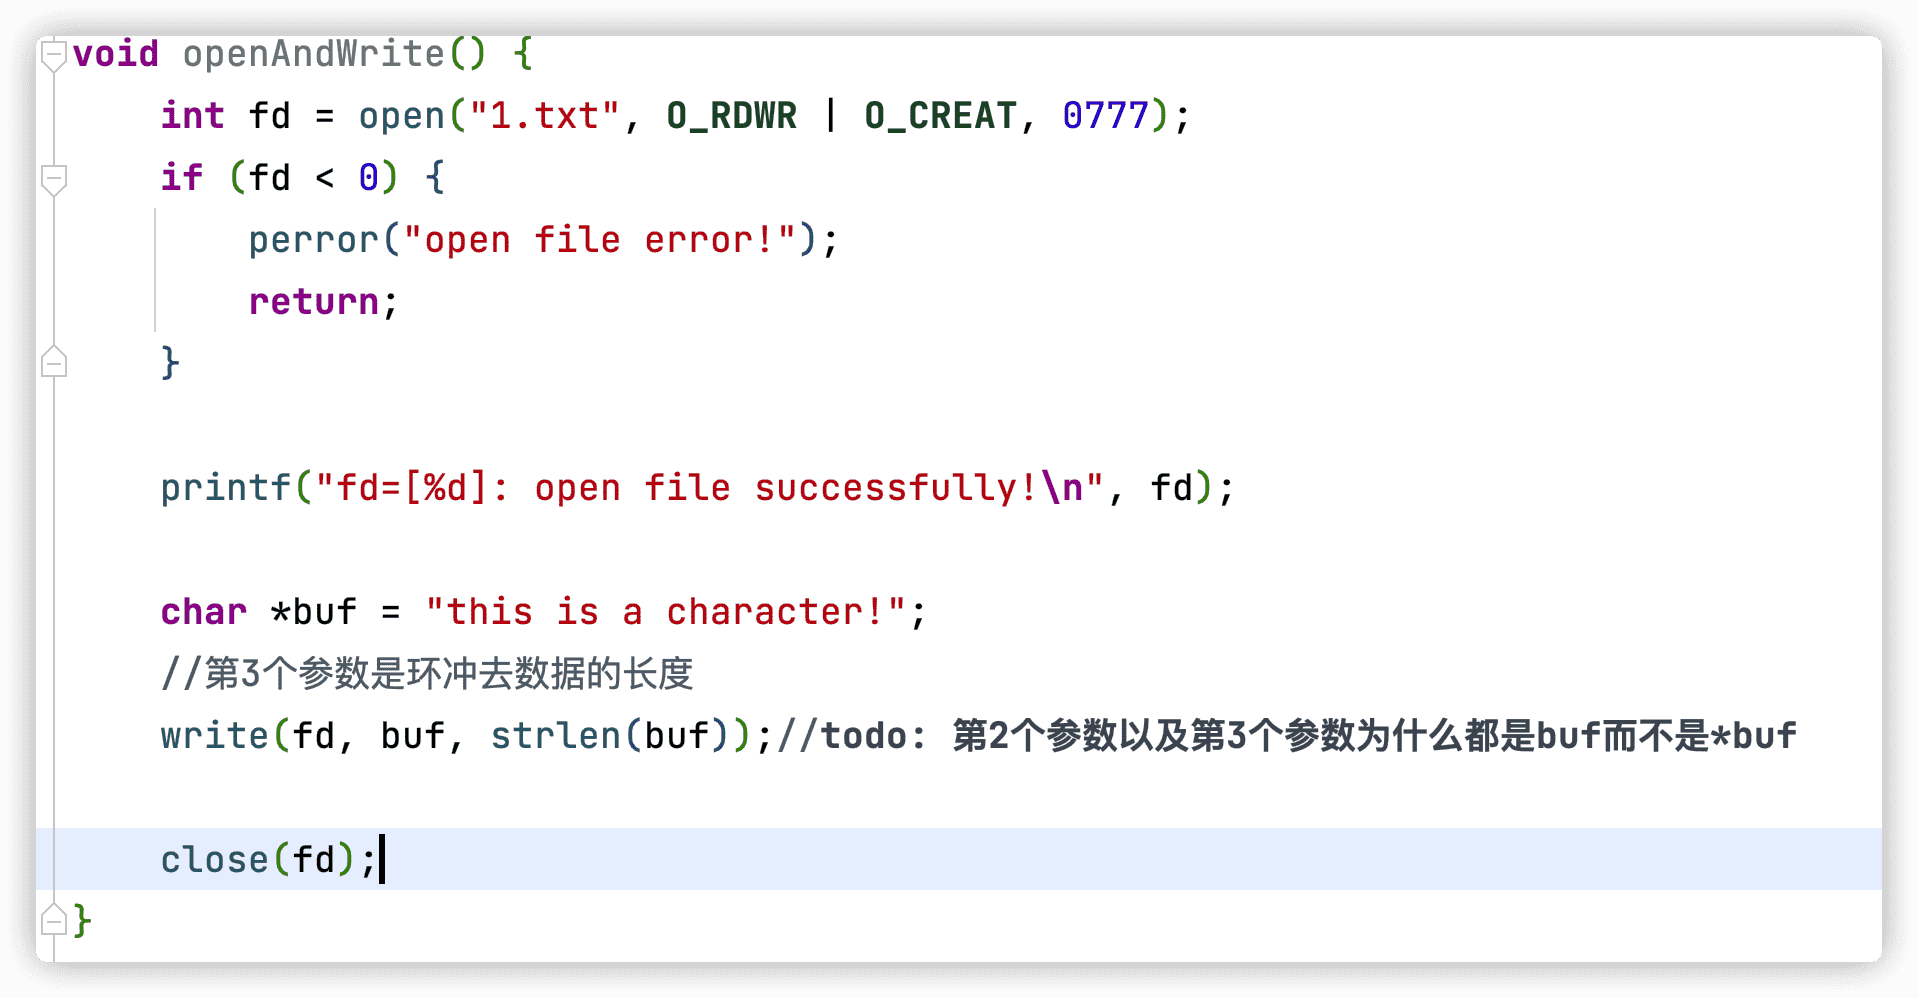 void openAndWrite() {
    int fd = open("1.txt", O_RDWR | O_CREAT, 0777);
    if (fd < 0) {
        perror("open file error!");
        return;
    }
    printf("fd=[%d]: open file successfully!\n", fd);
    char *buf = "this is a character!";
    //第3个参数是环冲去数据的长度
    write(fd, buf, strlen(buf));//todo: 第2个参数以及第3个参数为什么都是buf而不是*buf
    close(fd);
}